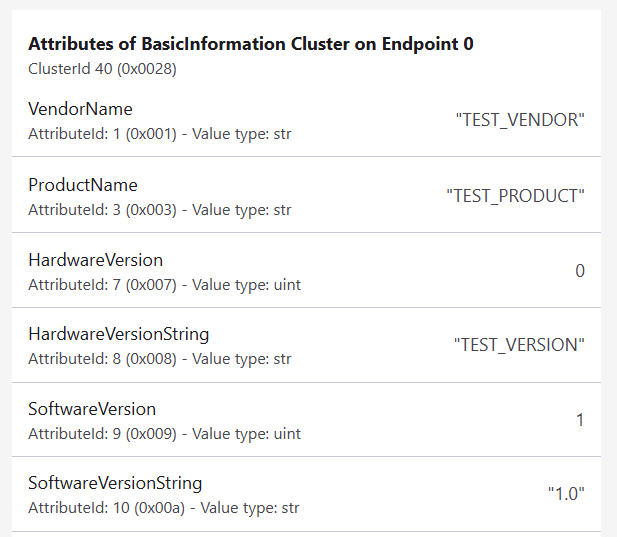 Attributes of BasicInformation Cluster on Endpoint 0
ClusterId 40 (0x0028)
VendorName
AttributeId: 1 (0x001) - Value type: str
"TEST_VENDOR"
ProductName
AttributeId: 3 (0x003) - Value type: str
"TEST_PRODUCT"
HardwareVersion
AttributeId: 7 (0x007) - Value type: uint
0
HardwareVersionString
AttributeId: 8 (0x008) - Value type: str
"TEST_VERSION"
SoftwareVersion
AttributeId: 9 (0x009) - Value type: uint
1
SoftwareVersionString
AttributeId: 10 (0x00a) - Value type: str
"1.0"